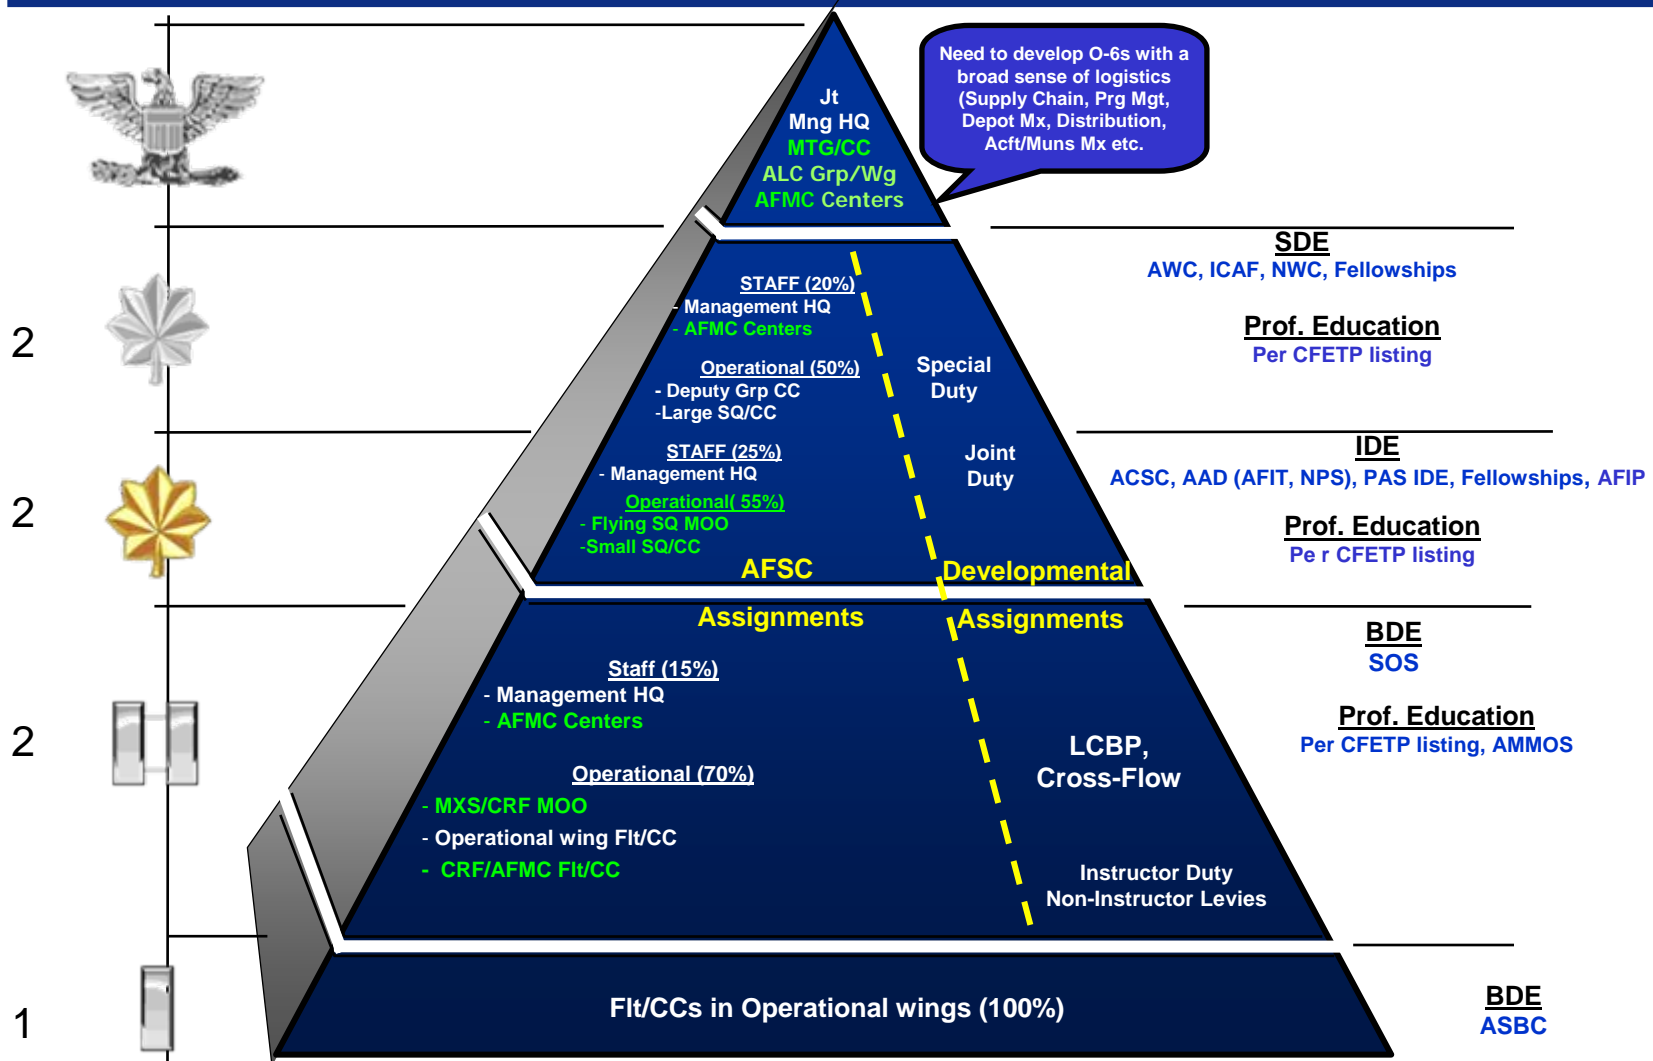 Need to develop O-6s with a
broad sense of logistics
(Supply Chain, Prg Mgt,
Depot Mx, Distribution,
Acft/Muns Mx etc.
Jt
Mng HQ
MTG/CC
ALC Grp/Wg
AFMC Centers
SDE
AWC, ICAF, NWC, Fellowships
2
STAFF (20%)
- Management HQ
- AFMC Centers
Operational (50%)
- Deputy Grp CC
-Large SQ/CC
Special
Duty
Prof. Education
Per CFETP listing
2
STAFF (25%)
- Management HQ
Operational( 55%)
- Flying SQ MOO
-Small SQ/CC
Joint
Duty
IDE
ACSC, AAD (AFIT, NPS), PAS IDE, Fellowships, AFIP
Prof. Education
Pe r CFETP listing
AFSC
Assignments
Developmental
Assignments
BDE
SOS
2
Staff (15%)
- Management HQ
- AFMC Centers
Operational (70%)
- MXS/CRF MOO
- Operational wing Flt/CC
- CRF/AFMC Flt/CC
LCBP,
Cross-Flow
Instructor Duty
Non-Instructor Levies
Prof. Education
Per CFETP listing, AMMOS
1
Flt/CCs in Operational wings (100%)
BDE
ASBC